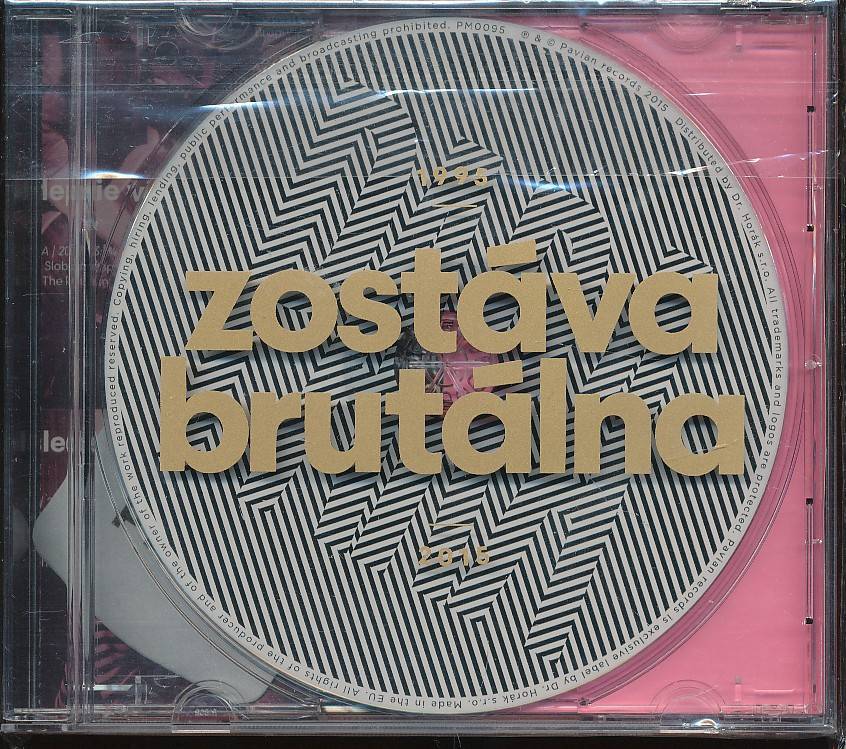 1995
zostáva
brutálna
2015
PM0095 ℗ & © Pavian records 2015 Distributed by Dr. Horák s.r.o. All trademarks and logos are protected. Pavian records is exclusive label by Dr. Horák s.r.o. Made in the EU. All rights of the producer and of the owner of the work reproduced reserved. Copying, hiring, lending, public performance and broadcasting prohibited.